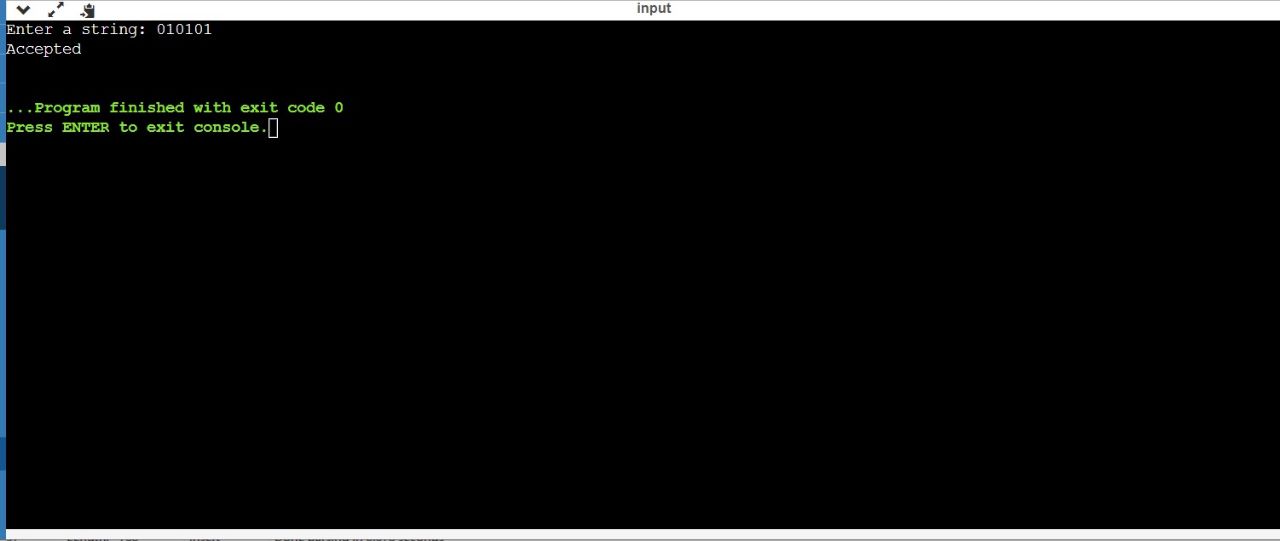 input
Enter a string: 010101
Accepted
...Program finished with exit code 0
Press ENTER to exit console.